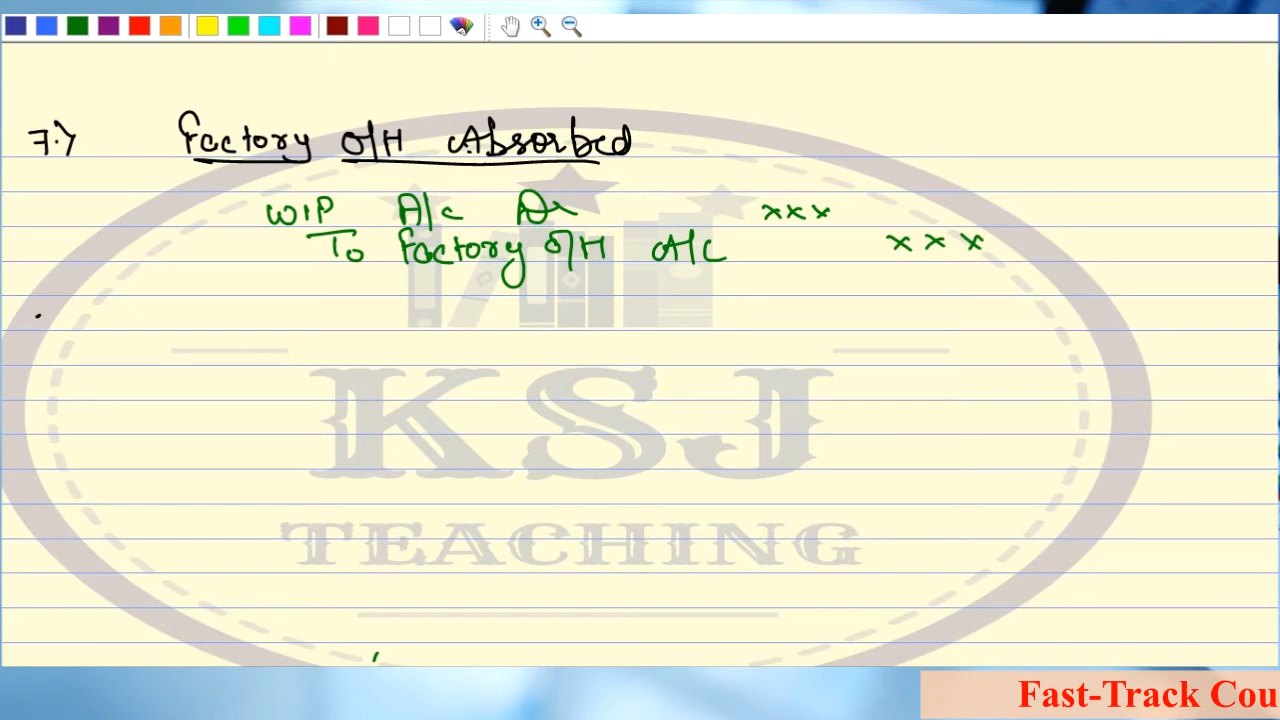 7.) Factory O/H Absorbed
WIP A/c Dr xxx
To Factory O/H A/c xxx
KSJ
TEACHING
Fast-Track Cou